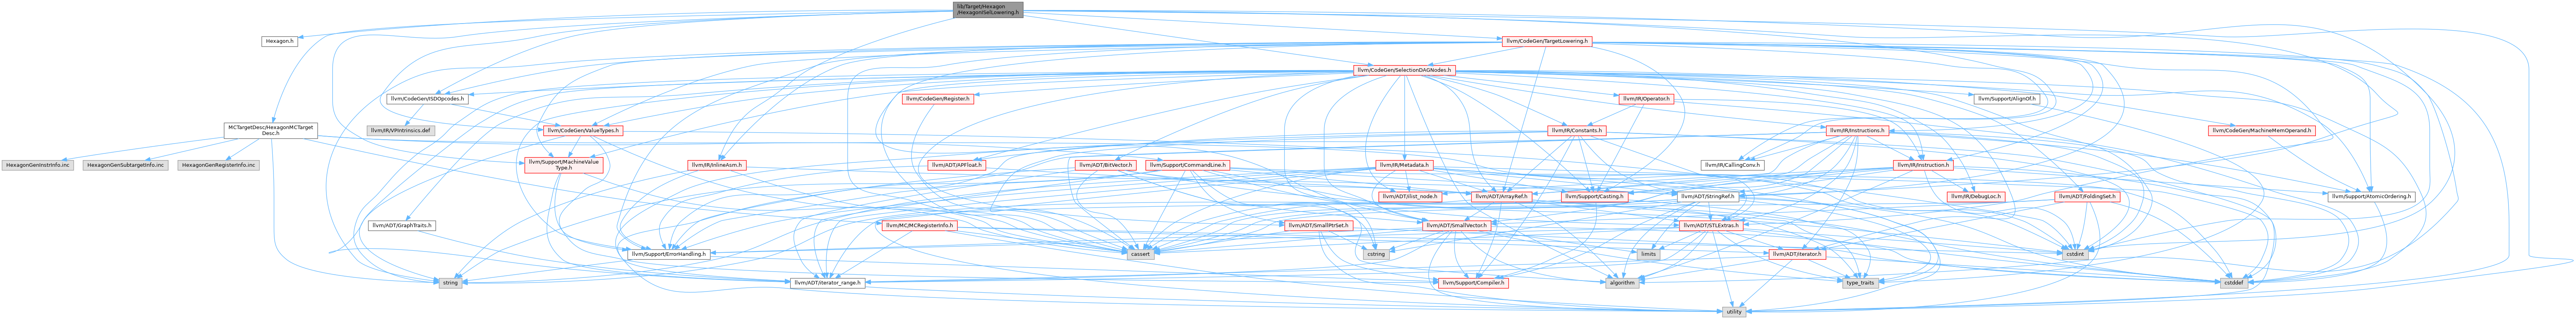 lib/Target/Hexagon
/HexagonISelLowering.h
Hexagon.h
llvm/CodeGen/TargetLowering.h
llvm/CodeGen/SelectionDAGNodes.h
llvm/CodeGen/ISDOpcodes.h
llvm/CodeGen/Register.h
llvm/IR/Operator.h
llvm/Support/AlignOf.h
MCTargetDesc/HexagonMCTarget
Desc.h
llvm/IR/VPIntrinsics.def
llvm/CodeGen/ValueTypes.h
llvm/IR/Constants.h
llvm/IR/Instructions.h
llvm/CodeGen/MachineMemOperand.h
HexagonGenInstrInfo.inc
HexagonGenSubtargetInfo.inc
HexagonGenRegisterInfo.inc
llvm/Support/MachineValue
Type.h
llvm/IR/InlineAsm.h
llvm/ADT/APFloat.h
llvm/ADT/BitVector.h
llvm/Support/CommandLine.h
llvm/IR/Metadata.h
llvm/IR/CallingConv.h
llvm/IR/Instruction.h
llvm/ADT/ilist_node.h
llvm/ADT/ArrayRef.h
llvm/Support/Casting.h
llvm/ADT/StringRef.h
llvm/IR/DebugLoc.h
llvm/ADT/FoldingSet.h
llvm/Support/AtomicOrdering.h
llvm/ADT/GraphTraits.h
llvm/MC/MCRegisterInfo.h
llvm/ADT/SmallPtrSet.h
llvm/ADT/SmallVector.h
llvm/ADT/STLExtras.h
llvm/Support/ErrorHandling.h
cassert
cstring
limits
llvm/ADT/iterator.h
cstdint
string
llvm/ADT/iterator_range.h
llvm/Support/Compiler.h
algorithm
type_traits
cstddef
utility